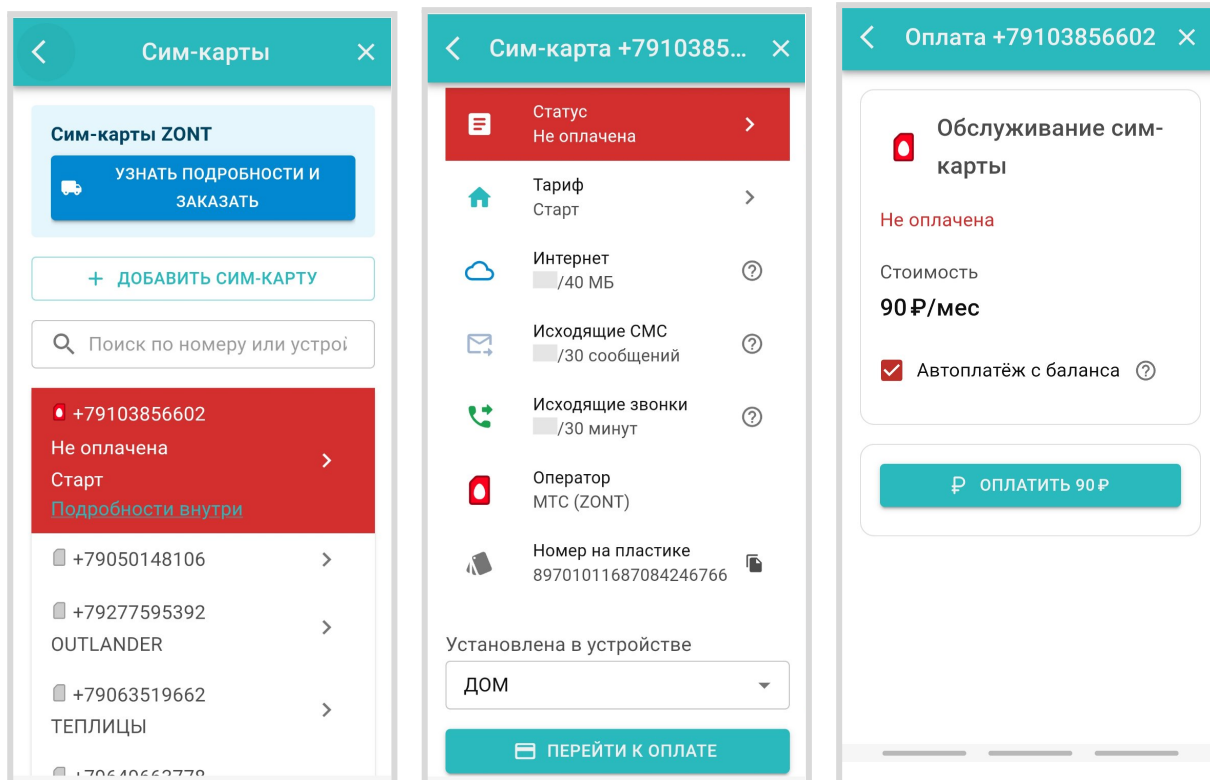 Сим-карты
Сим-карты ZONT
УЗНАТЬ ПОДРОБНОСТИ И
ЗАКАЗАТЬ
+ ДОБАВИТЬ СИМ-КАРТУ
Поиск по номеру или устрой
+79103856602
Не оплачена
Старт
Подробности внутри
+79050148106
+79277595392
OUTLANDER
+79063519662
ТЕПЛИЦЫ
Сим-карта +7910385...
Статус
Не оплачена
Тариф
Старт
Интернет
/40 МБ
Исходящие СМС
/30 сообщений
Исходящие звонки
/30 минут
Оператор
МТС (ZONT)
Номер на пластике
89701011687084246766
Установлена в устройстве
ДОМ
ПЕРЕЙТИ К ОПЛАТЕ
Оплата +79103856602
Обслуживание сим-
карты
Не оплачена
Стоимость
90 ₽/мес
Автоплатёж с баланса
₽ ОПЛАТИТЬ 90 ₽